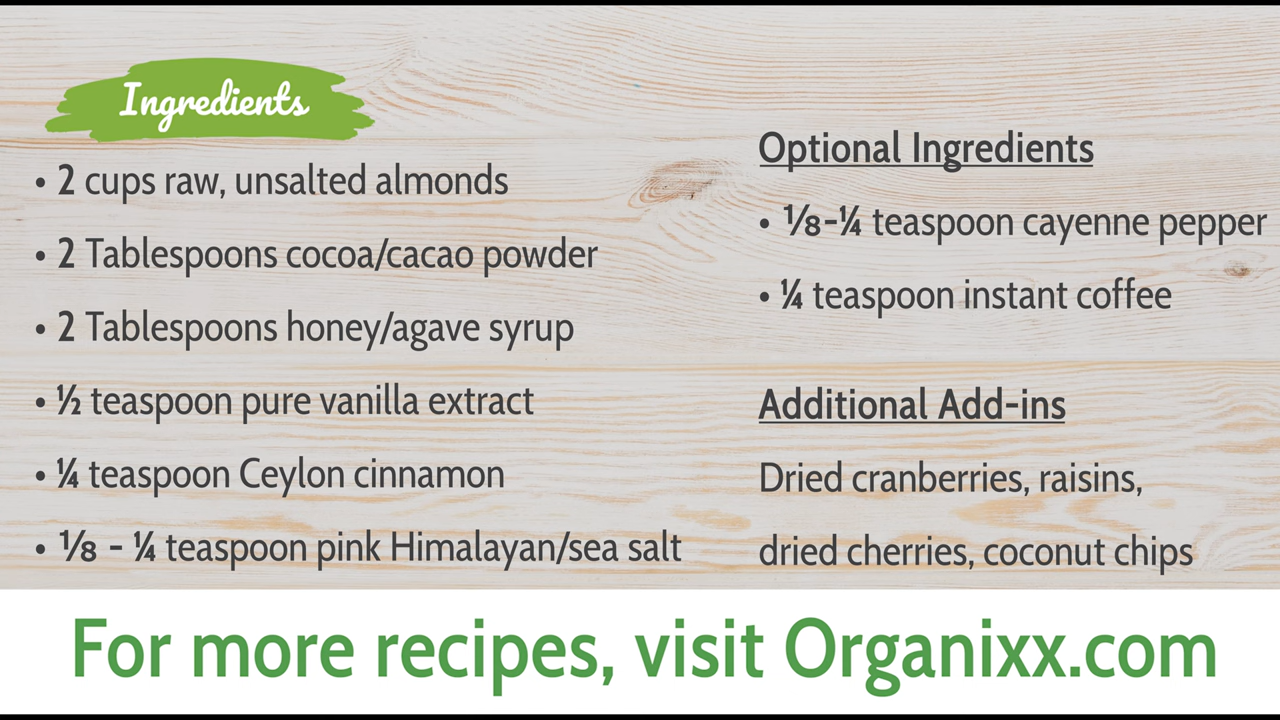 Ingredients
• 2 cups raw, unsalted almonds
• 2 Tablespoons cocoa/cacao powder
• 2 Tablespoons honey/agave syrup
• ½ teaspoon pure vanilla extract
• ¼ teaspoon Ceylon cinnamon
• ⅛ - ¼ teaspoon pink Himalayan/sea salt
Optional Ingredients
• ⅛-¼ teaspoon cayenne pepper
• ¼ teaspoon instant coffee
Additional Add-ins
Dried cranberries, raisins,
dried cherries, coconut chips
For more recipes, visit Organixx.com